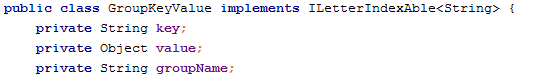 public class GroupKeyValue implements ILetterIndexAble<String> {
    private String key;
    private Object value;
    private String groupName;